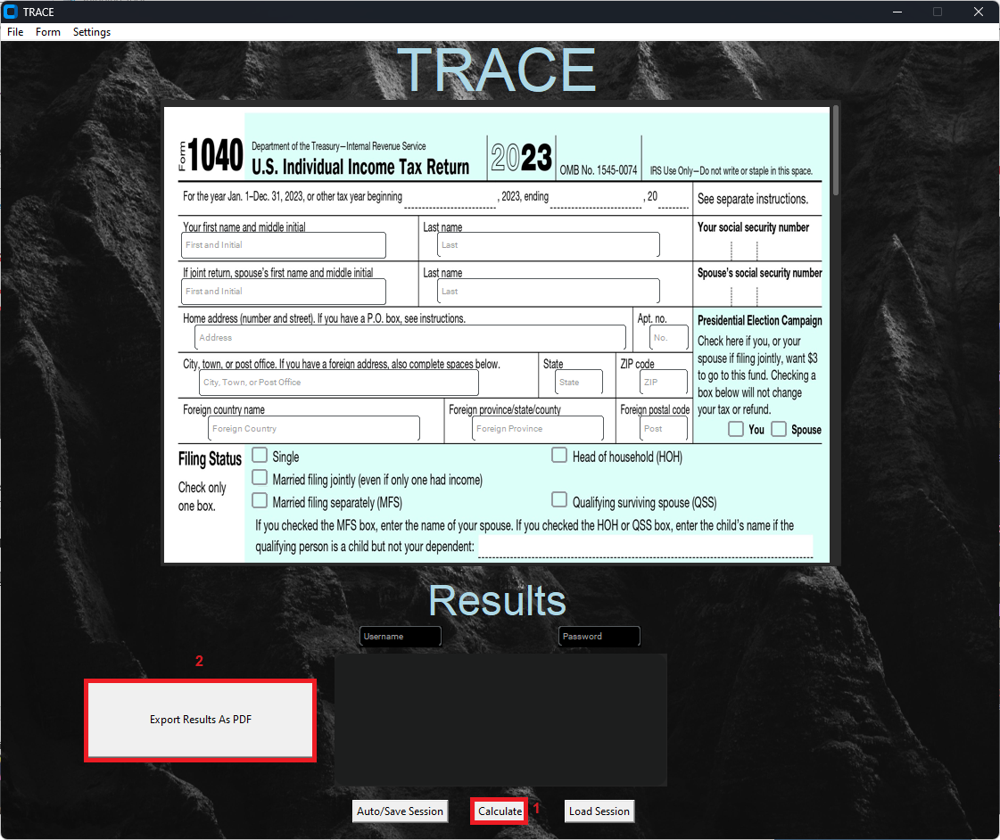 TRACE
File Form Settings
TRACE
Form 1040
Department of the Treasury—Internal Revenue Service
U.S. Individual Income Tax Return
2023
OMB No. 1545-0074
IRS Use Only—Do not write or staple in this space.
For the year Jan. 1–Dec. 31, 2023, or other tax year beginning , 2023, ending , 20
See separate instructions.
Your first name and middle initial
Last name
Your social security number
First and Initial
Last
If joint return, spouse's first name and middle initial
Last name
Spouse's social security number
First and Initial
Last
Home address (number and street). If you have a P.O. box, see instructions.
Apt. no.
Address
No.
City, town, or post office. If you have a foreign address, also complete spaces below.
State
ZIP code
City, Town, or Post Office
State
ZIP
Foreign country name
Foreign province/state/county
Foreign postal code
Foreign Country
Foreign Province
Post
Presidential Election Campaign
Check here if you, or your
spouse if filing jointly, want $3
to go to this fund. Checking a
box below will not change
your tax or refund.
You Spouse
Filing Status
Check only
one box.
Single
Head of household (HOH)
Married filing jointly (even if only one had income)
Married filing separately (MFS)
Qualifying surviving spouse (QSS)
If you checked the MFS box, enter the name of your spouse. If you checked the HOH or QSS box, enter the child's name if the
qualifying person is a child but not your dependent:
Results
Username
Password
2
Export Results As PDF
Auto/Save Session
Calculate
1
Load Session